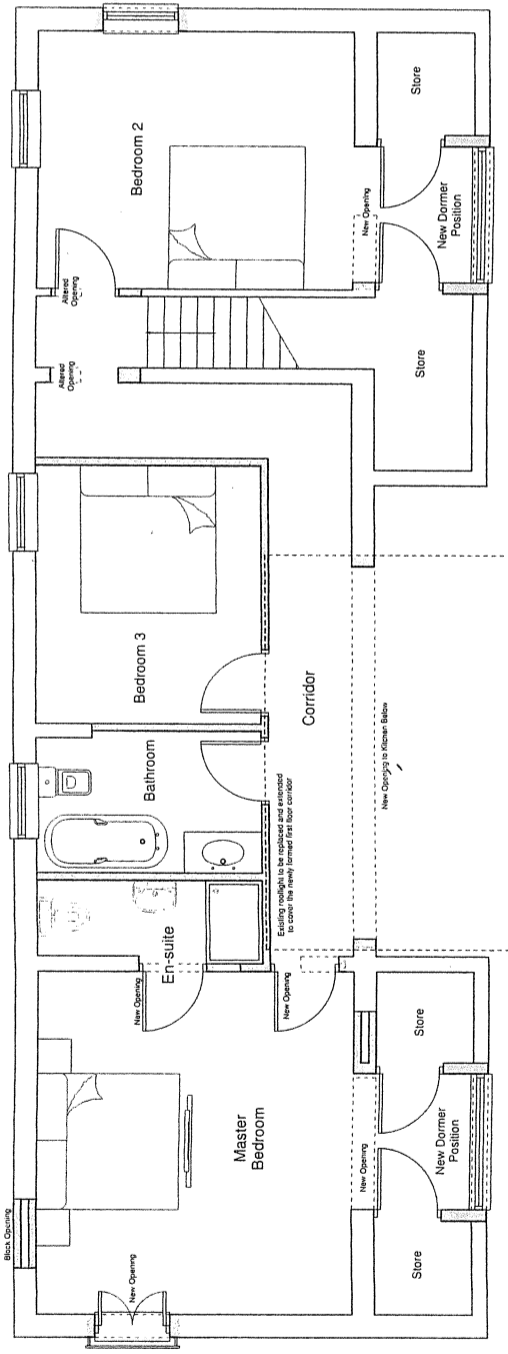 Block Opening
New Opening
Master
Bedroom
New Opening
Store
New Dormer
Position
Store
New Opening
En-suite
New Opening
Bathroom
Existing rooflight to be replaced and extended
to cover the newly formed first floor corridor
Bedroom 3
Corridor
New Opening to Kitchen Below
Altered
Opening
Altered
Opening
Store
Bedroom 2
New Opening
New Dormer
Position
Store